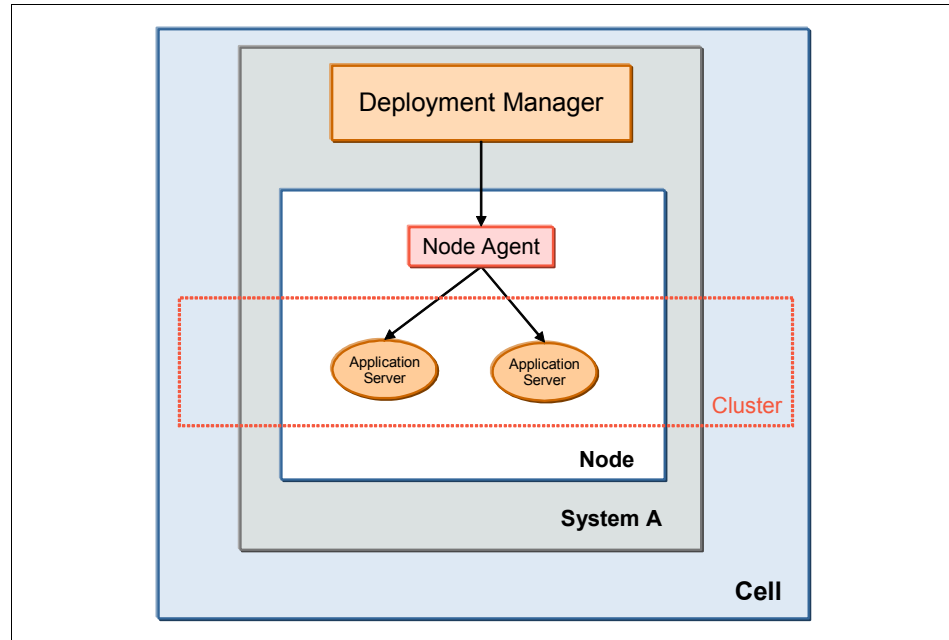 Deployment Manager
Node Agent
Application
Server
Application
Server
Cluster
Node
System A
Cell